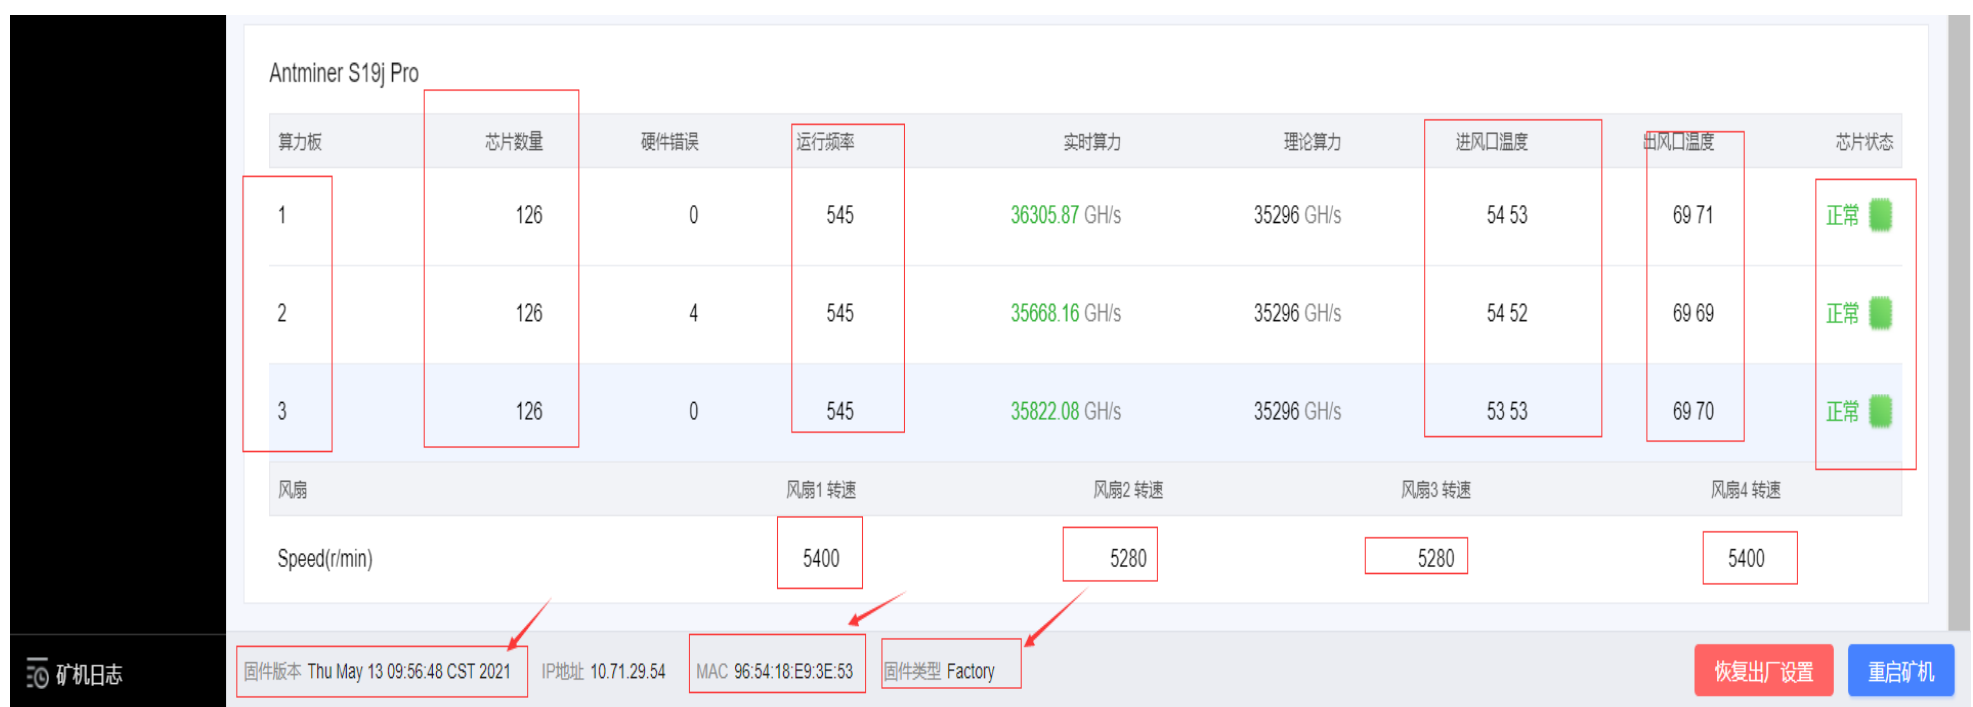 Antminer S19j Pro
算力板 芯片数量 硬件错误 运行频率 实时算力 理论算力 进风口温度 出风口温度 芯片状态
1 126 0 545 36305.87 GH/s 35296 GH/s 54 53 69 71 正常
2 126 4 545 35668.16 GH/s 35296 GH/s 54 52 69 69 正常
3 126 0 545 35822.08 GH/s 35296 GH/s 53 53 69 70 正常
风扇 风扇1 转速 风扇2 转速 风扇3 转速 风扇4 转速
Speed(r/min) 5400 5280 5280 5400
矿机日志 固件版本 Thu May 13 09:56:48 CST 2021 IP地址 10.71.29.54 MAC 96:54:18:E9:3E:53 固件类型 Factory 恢复出厂设置 重启矿机